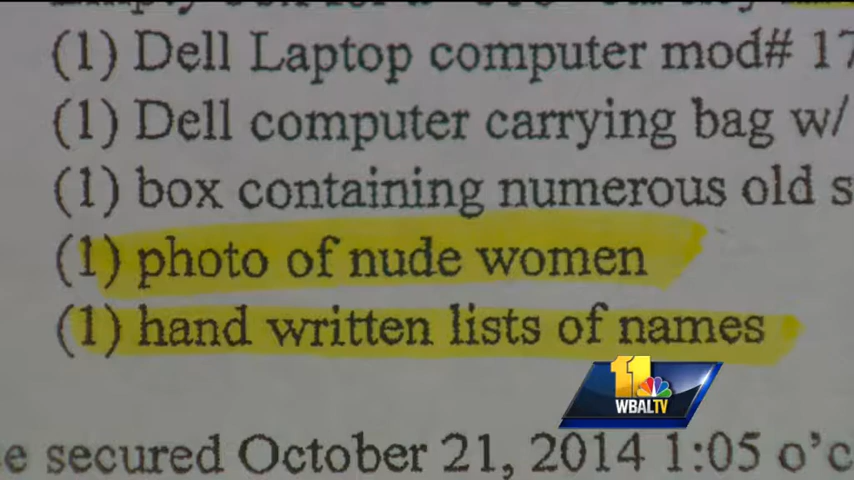 (1) Dell Laptop computer mod# 17
(1) Dell computer carrying bag w/
(1) box containing numerous old s
(1) photo of nude women
(1) hand written lists of names
11
WBALTV
e secured October 21, 2014 1:05 o'c